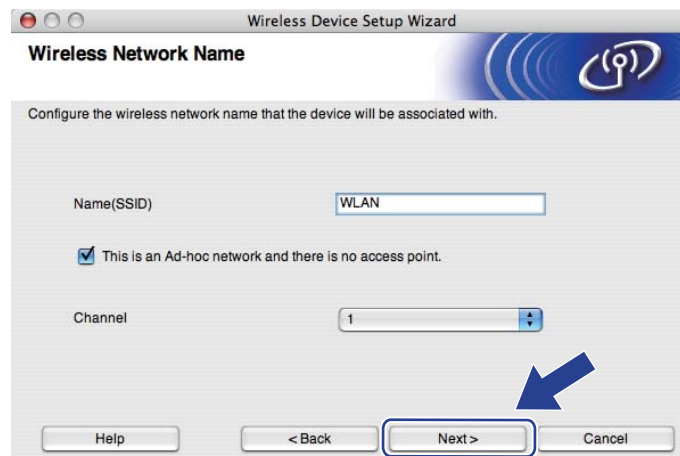 Wireless Device Setup Wizard
Wireless Network Name
Configure the wireless network name that the device will be associated with.
Name(SSID) WLAN
This is an Ad-hoc network and there is no access point.
Channel 1
Help < Back Next > Cancel